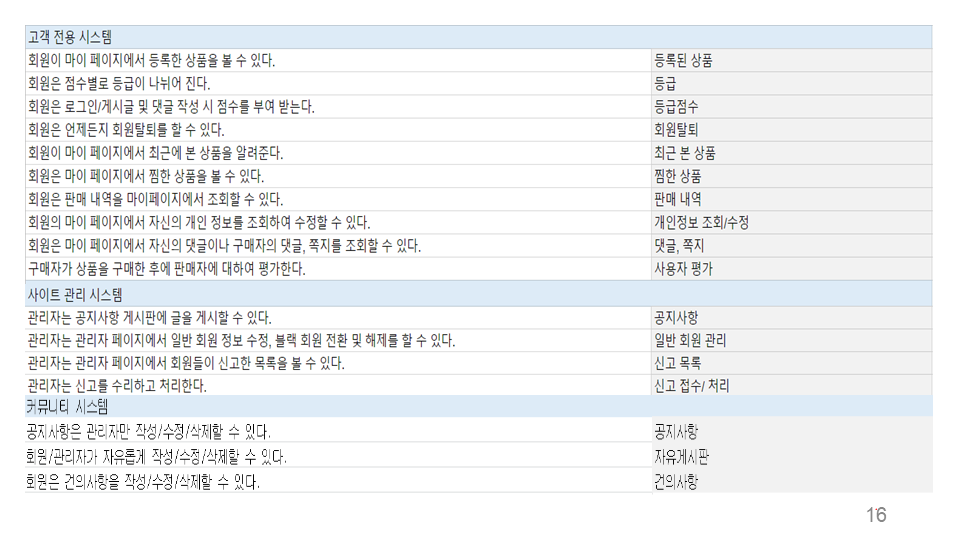 고객 전용 시스템
회원이 마이 페이지에서 등록한 상품을 볼 수 있다. 등록된 상품
회원은 점수별로 등급이 나뉘어 진다. 등급
회원은 로그인/게시글 및 댓글 작성 시 점수를 부여 받는다. 등급점수
회원은 언제든지 회원탈퇴를 할 수 있다. 회원탈퇴
회원이 마이 페이지에서 최근에 본 상품을 알려준다. 최근 본 상품
회원은 마이 페이지에서 찜한 상품을 볼 수 있다. 찜한 상품
회원은 판매 내역을 마이페이지에서 조회할 수 있다. 판매 내역
회원의 마이 페이지에서 자신의 개인 정보를 조회하여 수정할 수 있다. 개인정보 조회/수정
회원은 마이 페이지에서 자신의 댓글이나 구매자의 댓글, 쪽지를 조회할 수 있다. 댓글, 쪽지
구매자가 상품을 구매한 후에 판매자에 대하여 평가한다. 사용자 평가
사이트 관리 시스템
관리자는 공지사항 게시판에 글을 게시할 수 있다. 공지사항
관리자는 관리자 페이지에서 일반 회원 정보 수정, 블랙 회원 전환 및 해제를 할 수 있다. 일반 회원 관리
관리자는 관리자 페이지에서 회원들이 신고한 목록을 볼 수 있다. 신고 목록
관리자는 신고를 수리하고 처리한다. 신고 접수/ 처리
커뮤니티 시스템
공지사항은 관리자만 작성/수정/삭제할 수 있다. 공지사항
회원/관리자가 자유롭게 작성/수정/삭제할 수 있다. 자유게시판
회원은 건의사항을 작성/수정/삭제할 수 있다. 건의사항
16